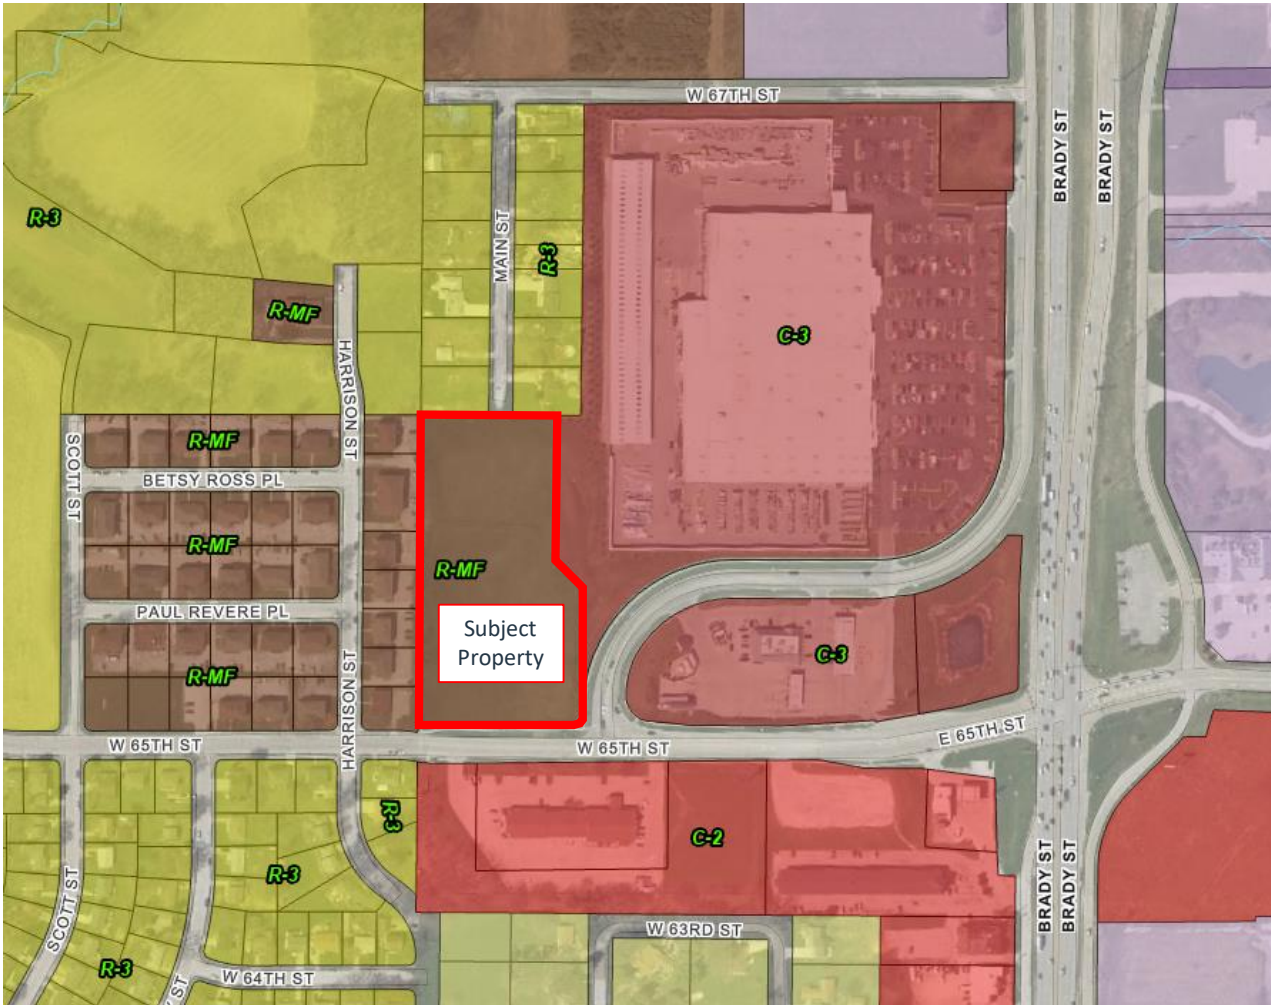 W 67TH ST
BRADY ST
BRADY ST
R-3
MAIN ST
R-3
R-MF
C-3
HARRISON ST
SCOTT ST
R-MF
BETSY ROSS PL
R-MF
R-MF
PAUL REVERE PL
Subject
Property
R-MF
C-3
HARRISON ST
W 65TH ST
W 65TH ST
E 65TH ST
R-3
C-2
R-3
SCOTT ST
BRADY ST
BRADY ST
W 63RD ST
R-3
W 64TH ST
ST